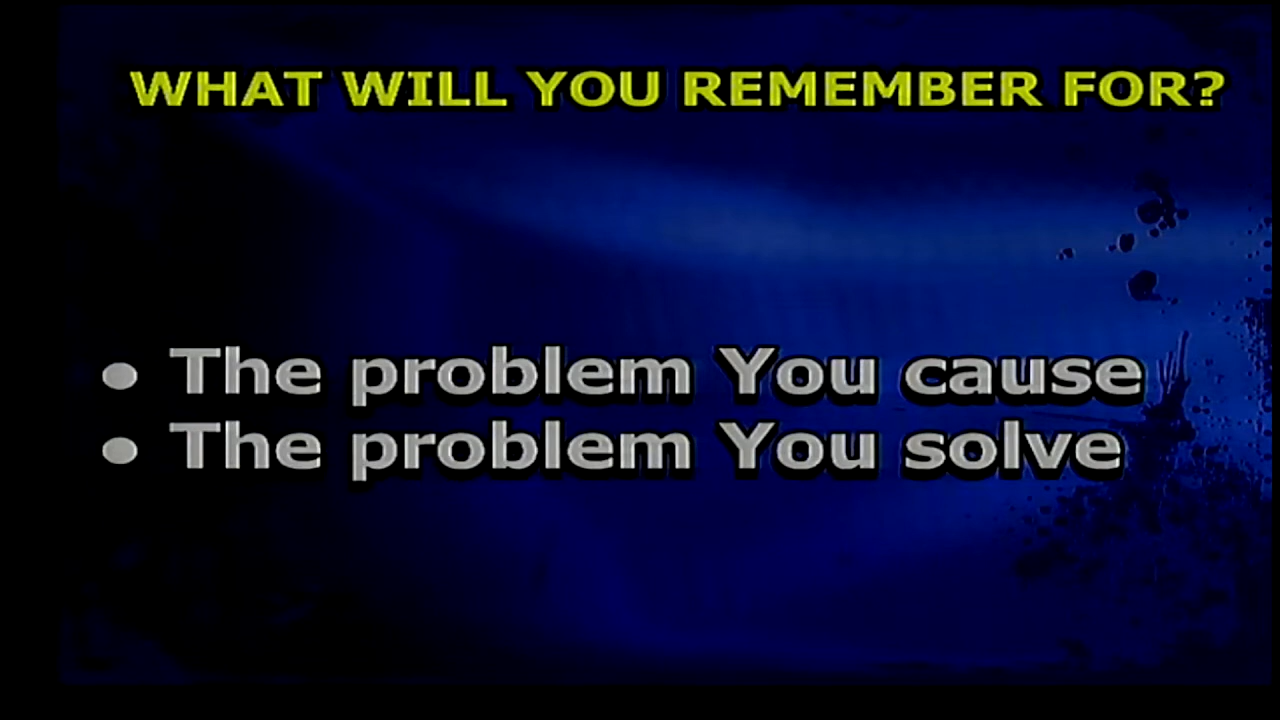 WHAT WILL YOU REMEMBER FOR?
• The problem You cause
• The problem You solve